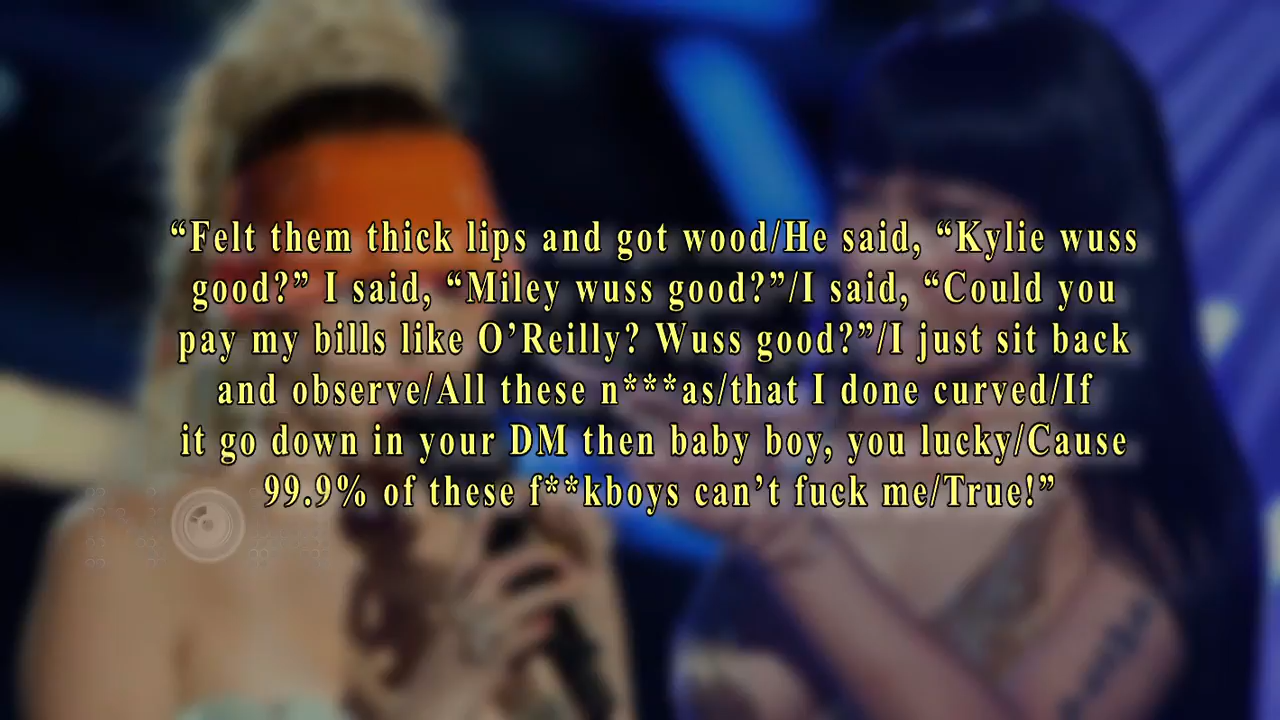 “Felt them thick lips and got wood/He said, “Kylie wuss
good?” I said, “Miley wuss good?”/I said, “Could you
pay my bills like O’Reilly? Wuss good?”/I just sit back
and observe/All these n***as/that I done curved/If
it go down in your DM then baby boy, you lucky/Cause
99.9% of these f**kboys can’t fuck me/True!”